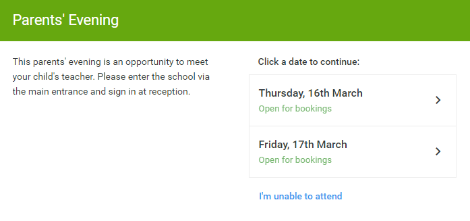 Parents' Evening
This parents' evening is an opportunity to meet
your child's teacher. Please enter the school via
the main entrance and sign in at reception.
Click a date to continue:
Thursday, 16th March
Open for bookings
Friday, 17th March
Open for bookings
I'm unable to attend